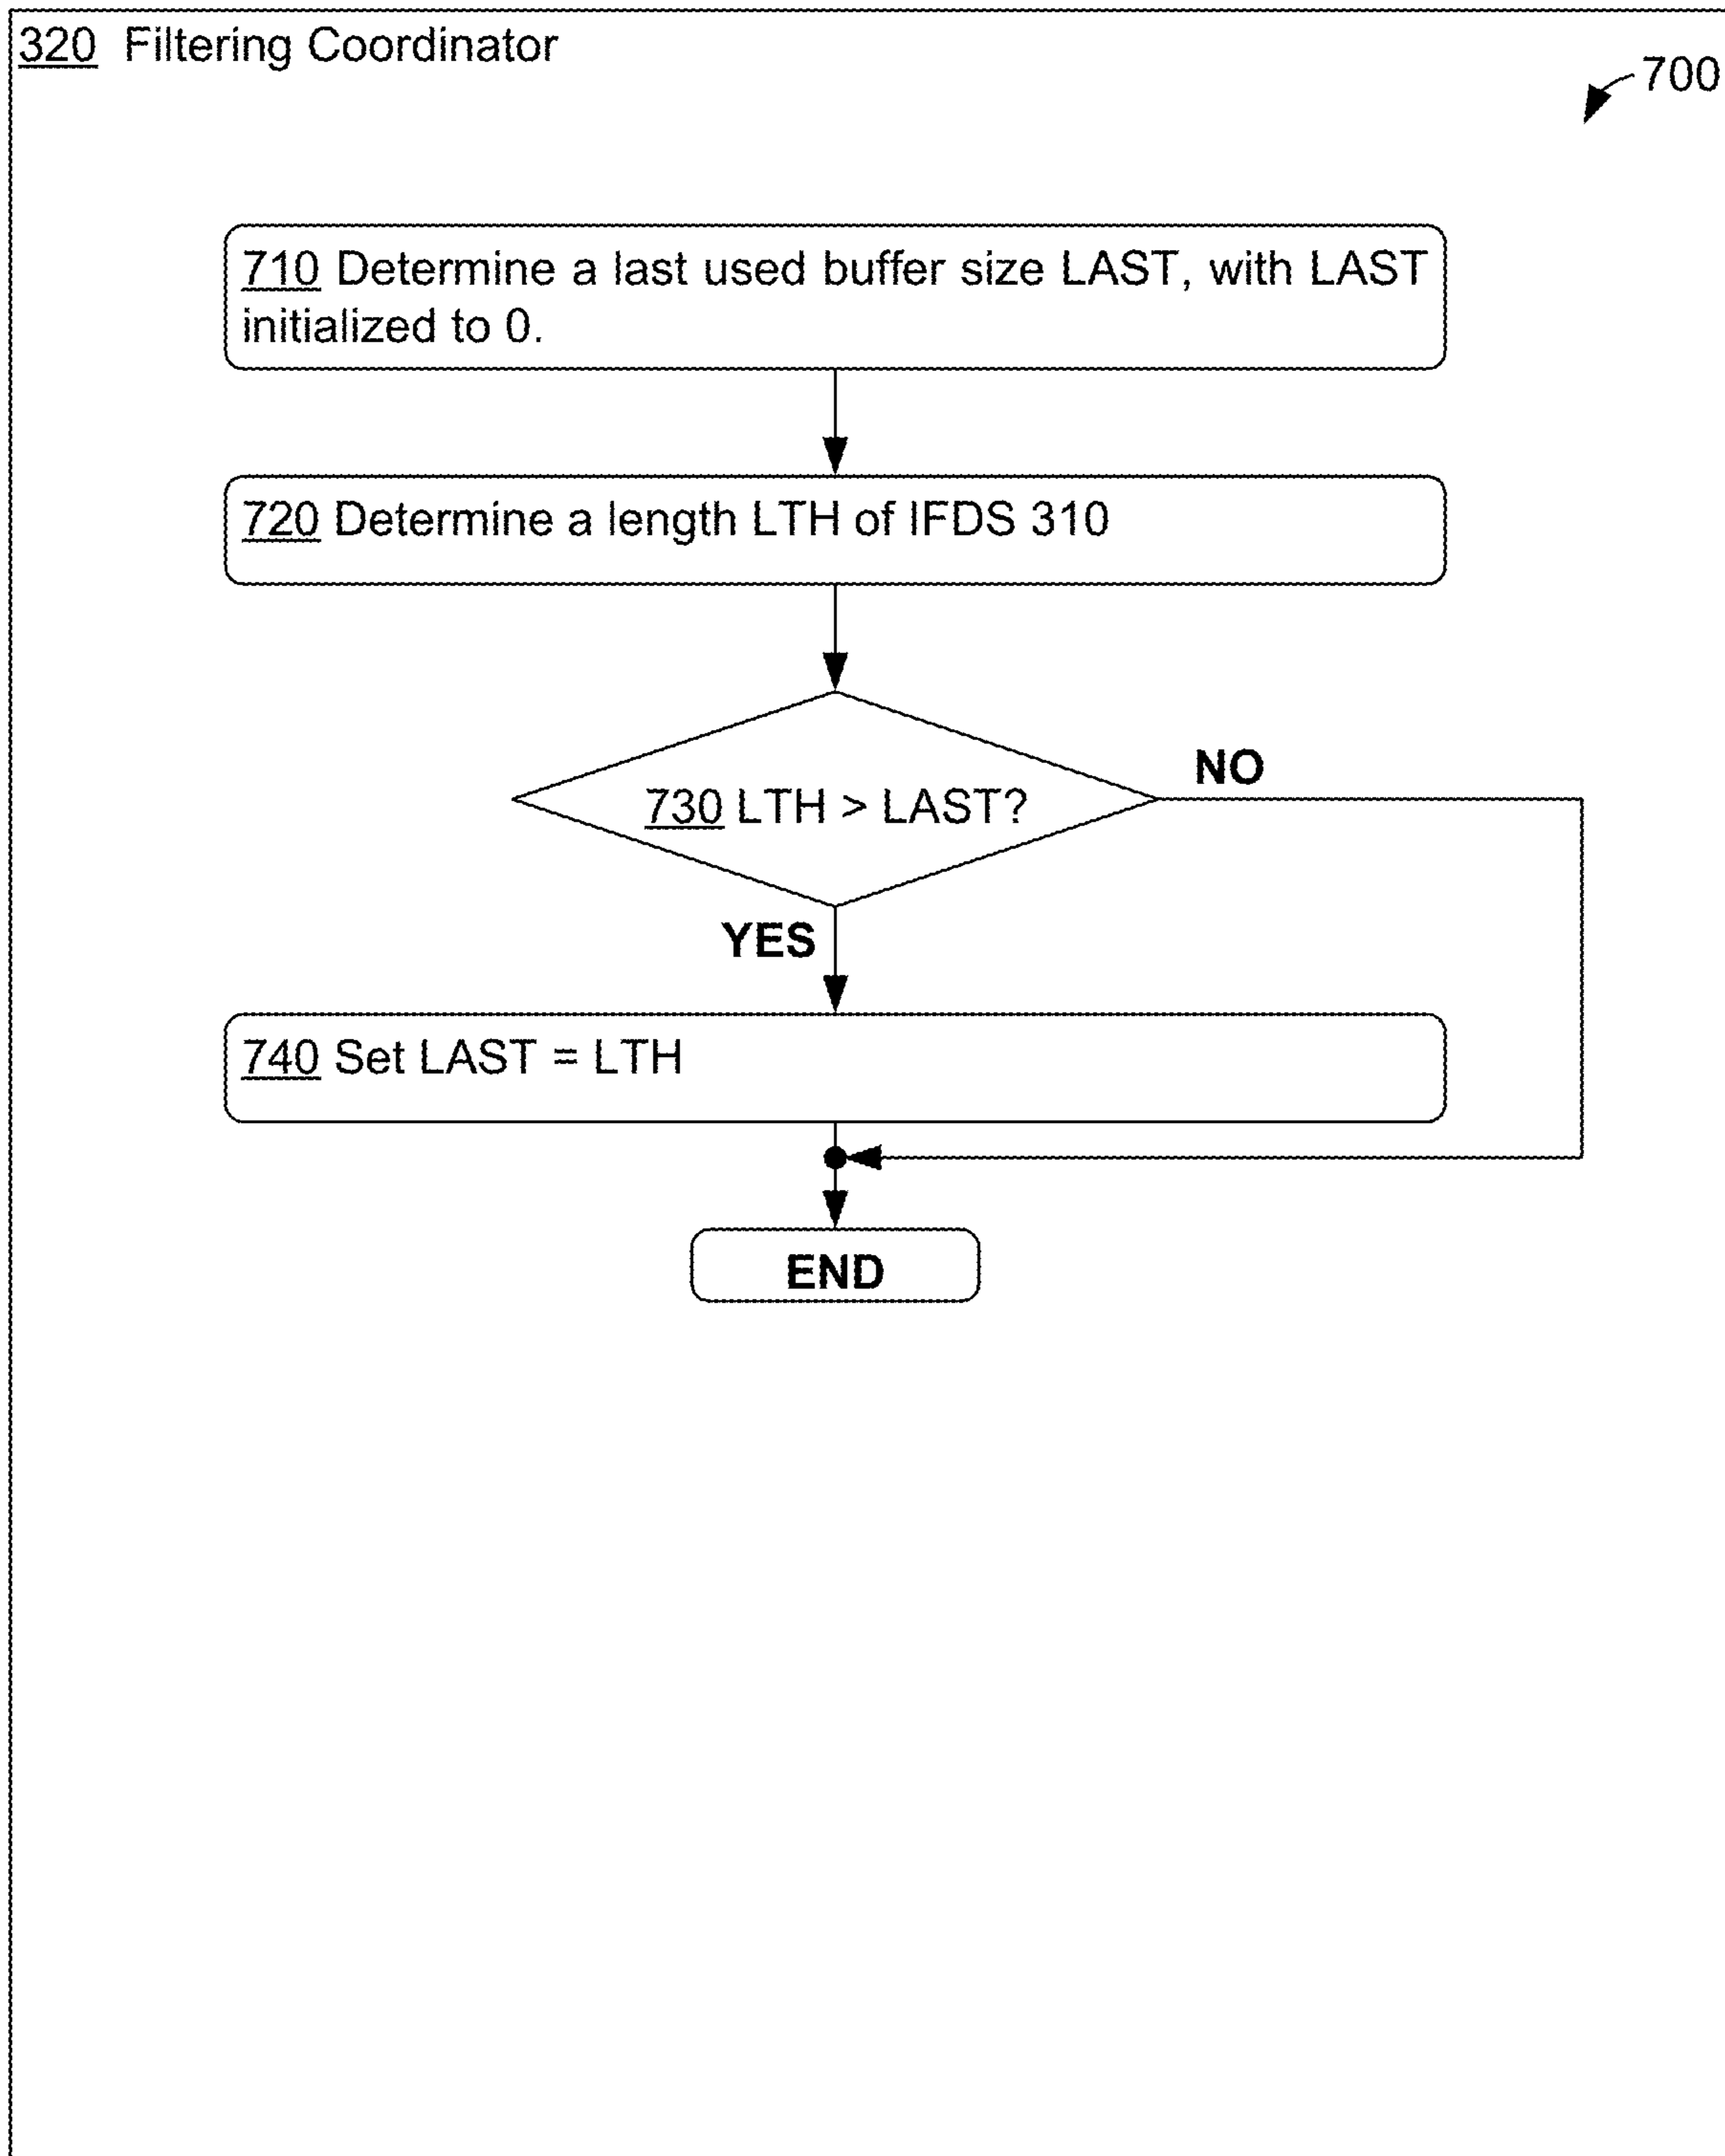 320 Filtering Coordinator
700
710 Determine a last used buffer size LAST, with LAST
initialized to 0.
720 Determine a length LTH of IFDS 310
730 LTH > LAST?
NO
YES
740 Set LAST = LTH
END